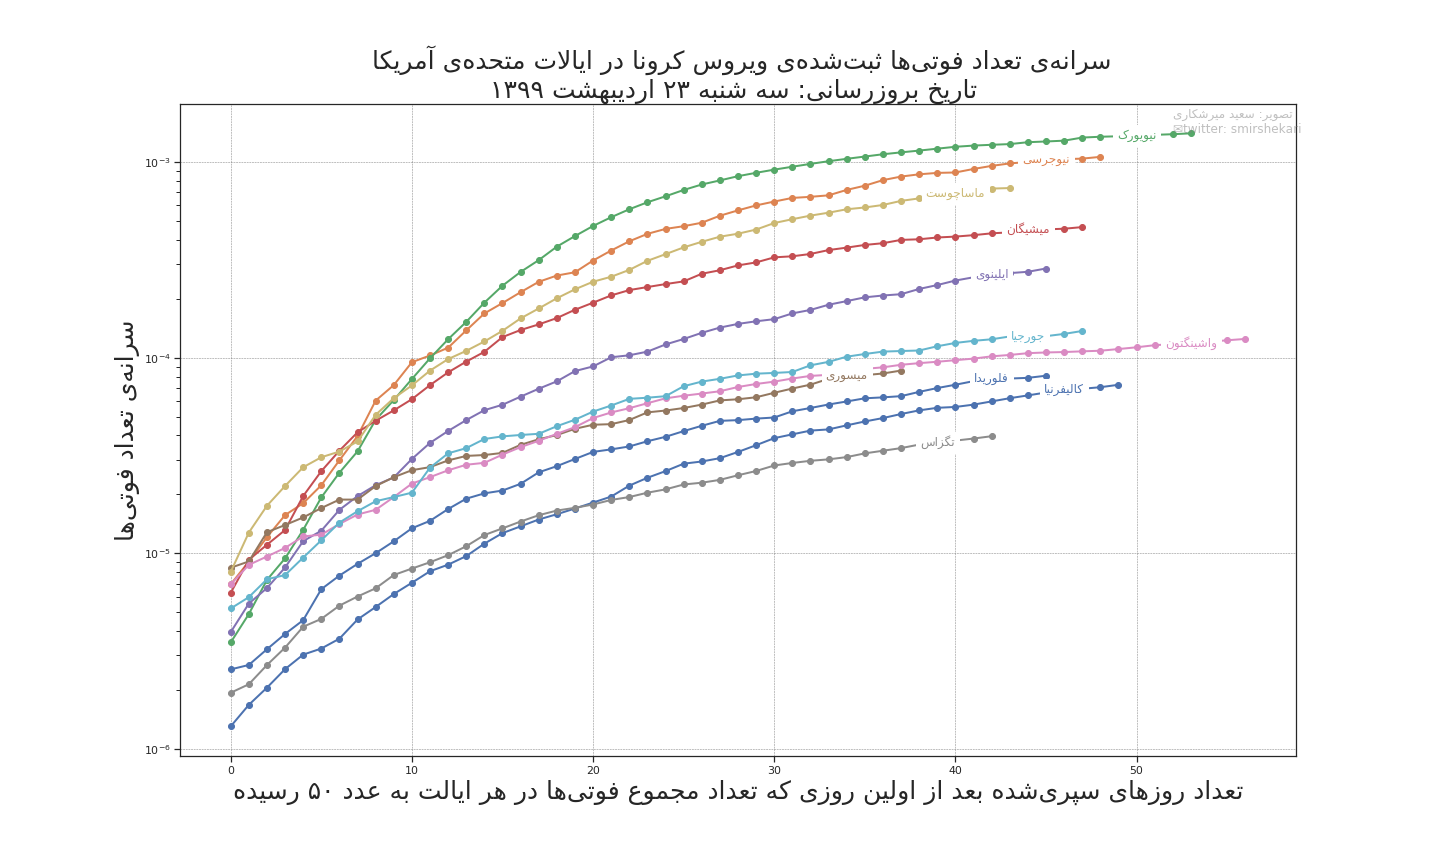 سرانه‌ی تعداد فوتی‌ها ثبت‌شده‌ی ویروس کرونا در ایالات متحده‌ی آمریکا
تاریخ بروزرسانی: سه شنبه ۲۳ اردیبهشت ۱۳۹۹
تصویر: سعید میرشکاری
twitter: smirshekari
نیویورک
نیوجرسی
ماساچوست
میشیگان
ایلینوی
جورجیا
واشینگتون
میسوری
فلوریدا
کالیفرنیا
تگزاس
سرانه‌ی تعداد فوتی‌ها
10⁻³
10⁻⁴
10⁻⁵
10⁻⁶
0 10 20 30 40 50
تعداد روزهای سپری‌شده بعد از اولین روزی که تعداد مجموع فوتی‌ها در هر ایالت به عدد ۵۰ رسیده